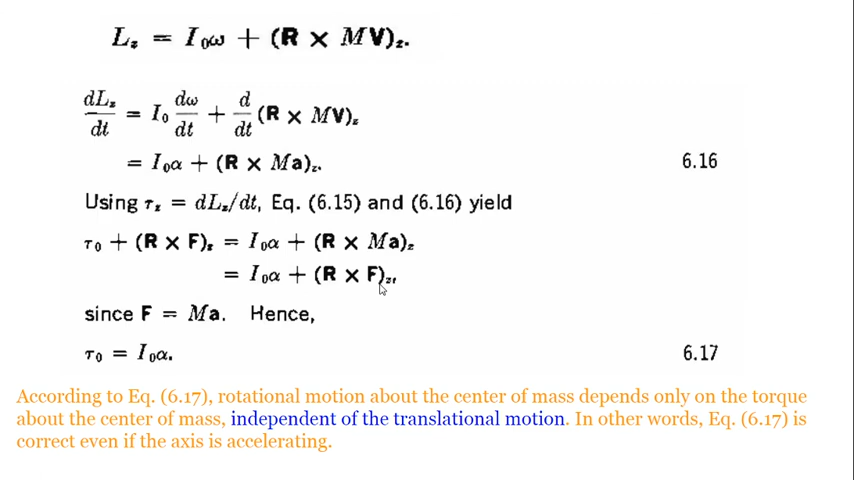 L_z = I₀ω + (R × MV)_z.
dL_z/dt = I₀ dω/dt + d/dt (R × MV)_z
= I₀α + (R × Ma)_z. 6.16
Using τ_z = dL_z/dt, Eq. (6.15) and (6.16) yield
τ₀ + (R × F)_z = I₀α + (R × Ma)_z
= I₀α + (R × F)_z,
since F = Ma. Hence,
τ₀ = I₀α. 6.17
According to Eq. (6.17), rotational motion about the center of mass depends only on the torque
about the center of mass, independent of the translational motion. In other words, Eq. (6.17) is
correct even if the axis is accelerating.